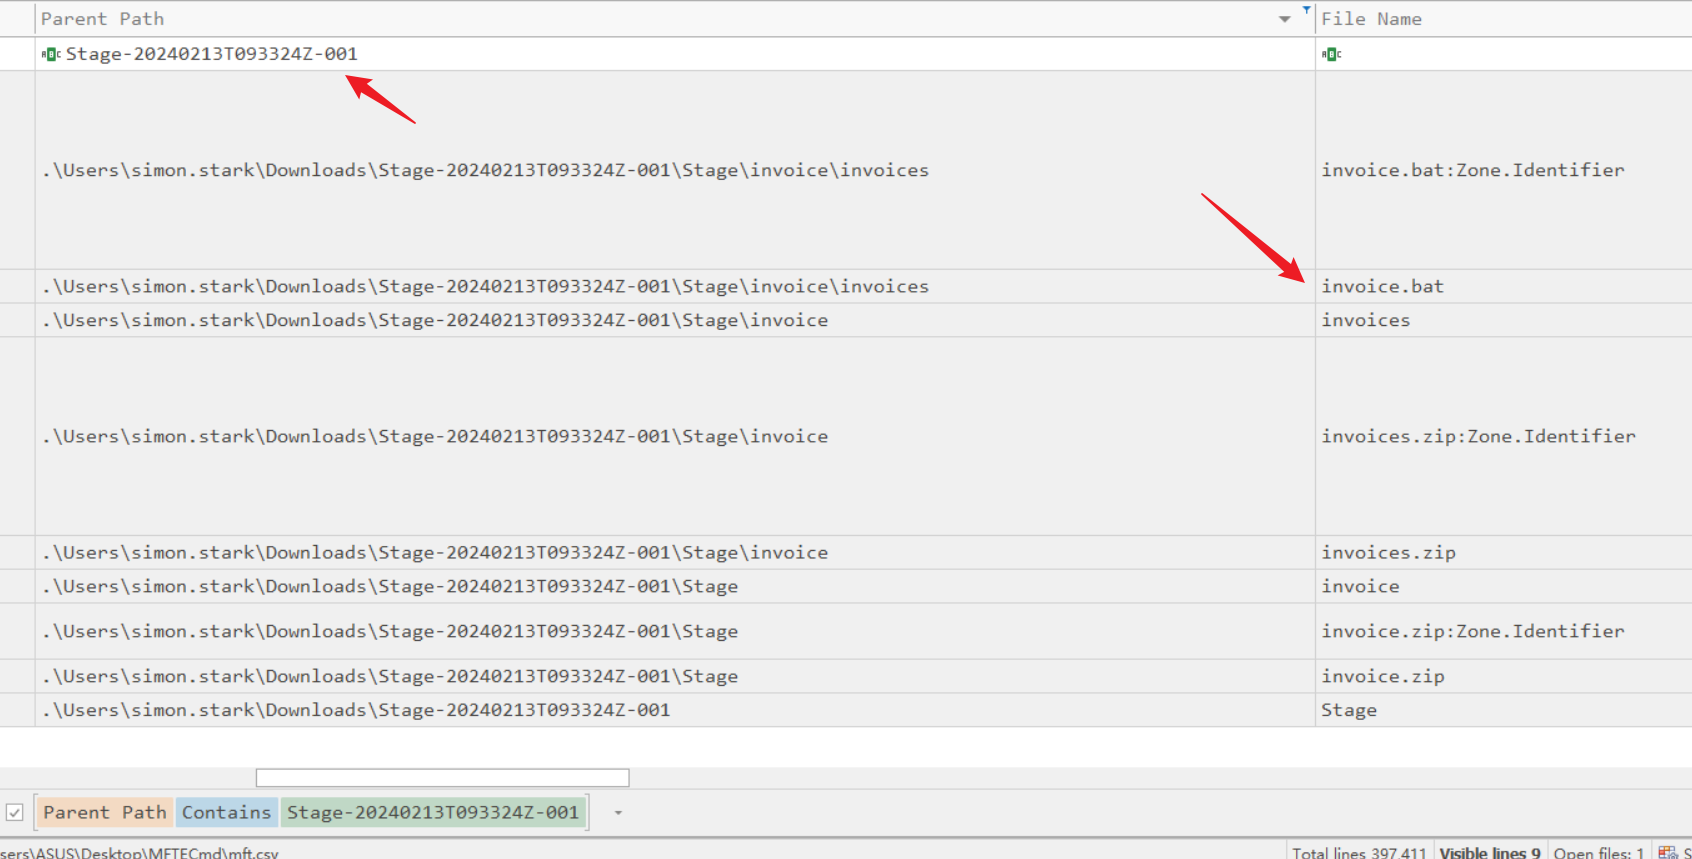 Parent Path File Name
Stage-20240213T093324Z-001
.\Users\simon.stark\Downloads\Stage-20240213T093324Z-001\Stage\invoice\invoices invoice.bat:Zone.Identifier
.\Users\simon.stark\Downloads\Stage-20240213T093324Z-001\Stage\invoice\invoices invoice.bat
.\Users\simon.stark\Downloads\Stage-20240213T093324Z-001\Stage\invoice invoices
.\Users\simon.stark\Downloads\Stage-20240213T093324Z-001\Stage\invoice invoices.zip:Zone.Identifier
.\Users\simon.stark\Downloads\Stage-20240213T093324Z-001\Stage\invoice invoices.zip
.\Users\simon.stark\Downloads\Stage-20240213T093324Z-001\Stage invoice
.\Users\simon.stark\Downloads\Stage-20240213T093324Z-001\Stage invoice.zip:Zone.Identifier
.\Users\simon.stark\Downloads\Stage-20240213T093324Z-001\Stage invoice.zip
.\Users\simon.stark\Downloads\Stage-20240213T093324Z-001 Stage
Parent Path Contains Stage-20240213T093324Z-001
sers\ASUS\Desktop\MFTECmd\mft.csv Total lines 397,411 Visible lines 9 Open files: 1 S